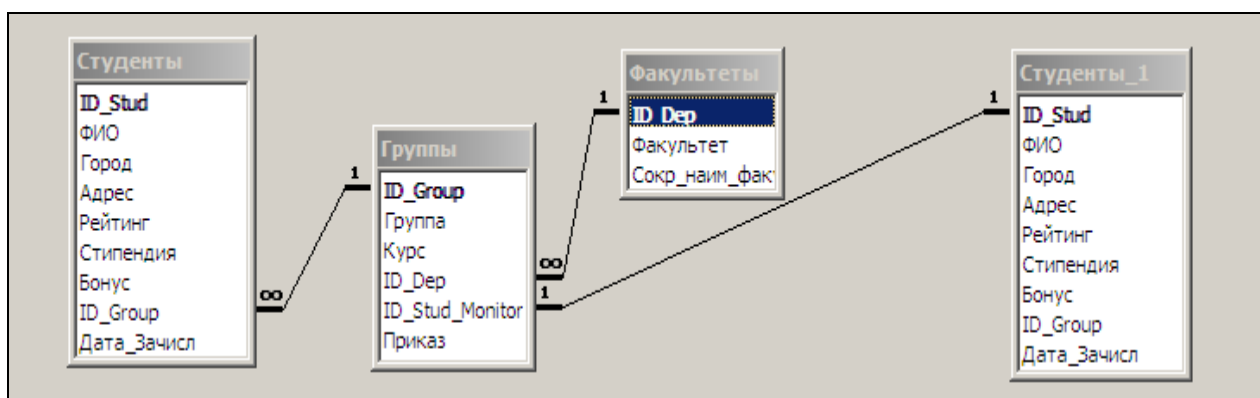 Студенты
ID_Stud
ФИО
Город
Адрес
Рейтинг
Стипендия
Бонус
ID_Group
Дата_Зачисл
∞
1
Группы
ID_Group
Группа
Курс
ID_Dep
ID_Stud_Monitor
Приказ
∞
1
1
Факультеты
ID_Dep
Факультет
Сокр_наим_фак
1
Студенты_1
ID_Stud
ФИО
Город
Адрес
Рейтинг
Стипендия
Бонус
ID_Group
Дата_Зачисл